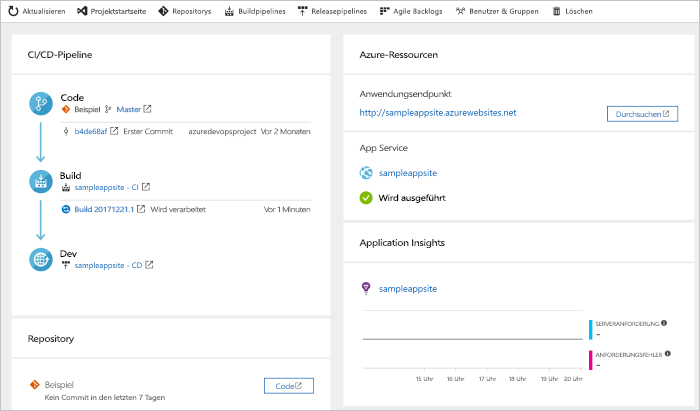 Aktualisieren Projektstartseite Repositorys Buildpipelines Releasepipelines Agile Backlogs Benutzer & Gruppen Löschen
CI/CD-Pipeline
Code
Beispiel Master
b4de68af Erster Commit azuredevopsproject Vor 2 Monaten
Build
sampleappsite - CI
Build 20171221.1 Wird verarbeitet Vor 1 Minuten
Dev
sampleappsite - CD
Repository
Beispiel
Kein Commit in den letzten 7 Tagen
Code
Azure-Ressourcen
Anwendungsendpunkt
http://sampleappsite.azurewebsites.net
Durchsuchen
App Service
sampleappsite
Wird ausgeführt
Application Insights
sampleappsite
SERVERANFORDERUNG
--
ANFORDERUNGSFEHLER
--
15 Uhr 16 Uhr 17 Uhr 18 Uhr 19 Uhr 20 Uhr